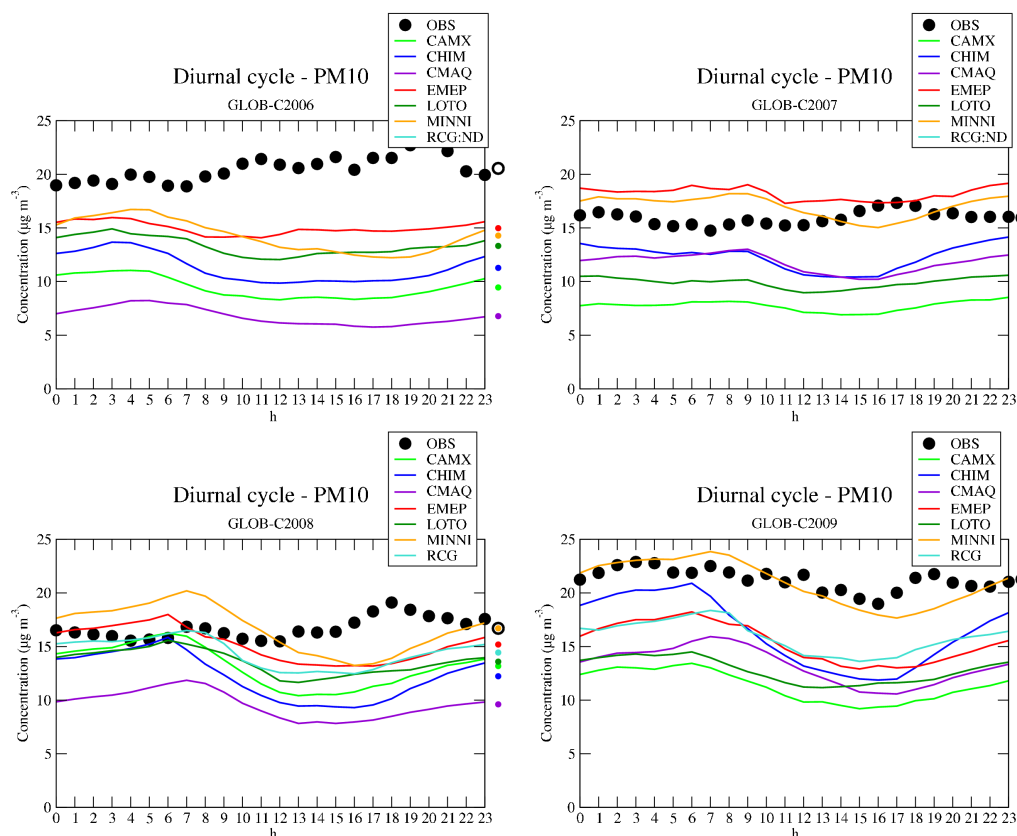 OBS
CAMX
CHIM
CMAQ
EMEP
LOTO
MINNI
RCG:ND
Diurnal cycle - PM10
GLOB-C2006
Concentration (µg m⁻³)
25
20
15
10
5
0
0 1 2 3 4 5 6 7 8 9 10 11 12 13 14 15 16 17 18 19 20 21 22 23
h
OBS
CAMX
CHIM
CMAQ
EMEP
LOTO
MINNI
RCG:ND
Diurnal cycle - PM10
GLOB-C2007
Concentration (µg m⁻³)
25
20
15
10
5
0
0 1 2 3 4 5 6 7 8 9 10 11 12 13 14 15 16 17 18 19 20 21 22 23
h
OBS
CAMX
CHIM
CMAQ
EMEP
LOTO
MINNI
RCG
Diurnal cycle - PM10
GLOB-C2008
Concentration (µg m⁻³)
25
20
15
10
5
0
0 1 2 3 4 5 6 7 8 9 10 11 12 13 14 15 16 17 18 19 20 21 22 23
h
OBS
CAMX
CHIM
CMAQ
EMEP
LOTO
MINNI
RCG
Diurnal cycle - PM10
GLOB-C2009
Concentration (µg m⁻³)
25
20
15
10
5
0
0 1 2 3 4 5 6 7 8 9 10 11 12 13 14 15 16 17 18 19 20 21 22 23
h